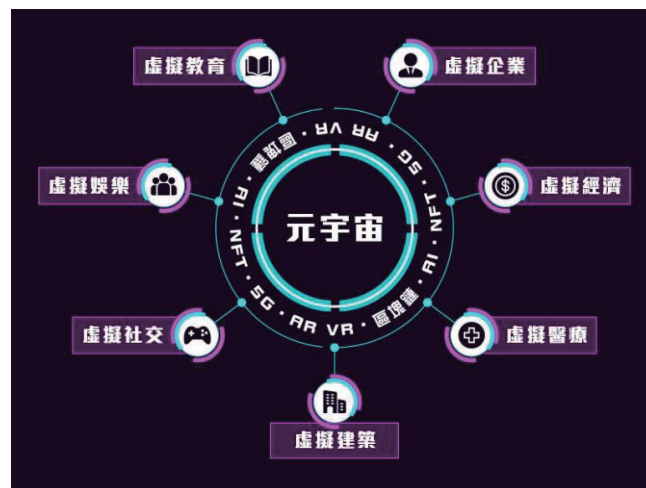 虛擬教育
虛擬企業
虛擬娛樂
虛擬經濟
元宇宙
區塊鏈・VR AR・5G・NFT・AI・區塊鏈・VR AR・5G・NFT・AI・
虛擬社交
虛擬醫療
虛擬建築